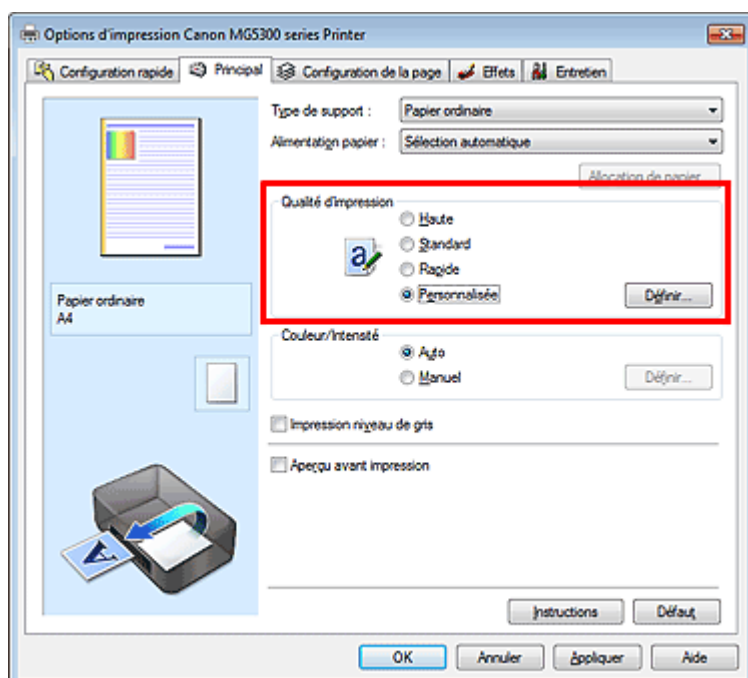 Options d'impression Canon MG5300 series Printer
Configuration rapide Principal Configuration de la page Effets Entretien
Type de support : Papier ordinaire
Alimentation papier : Sélection automatique
Allocation de papier...
Qualité d'impression
Haute
Standard
Rapide
Personnalisée Définir...
Papier ordinaire
A4
Couleur/Intensité
Auto
Manuel Définir...
Impression niveau de gris
Aperçu avant impression
Instructions Défaut
OK Annuler Appliquer Aide